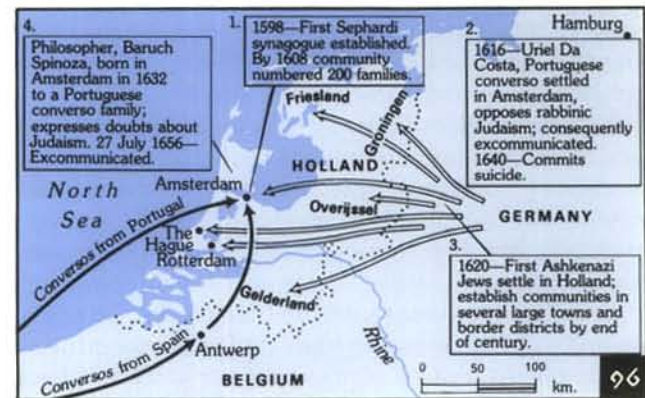 4.
Philosopher, Baruch
Spinoza, born in
Amsterdam in 1632
to a Portuguese
converso family;
expresses doubts about
Judaism. 27 July 1656—
Excommunicated.
1.
1598—First Sephardi
synagogue established.
By 1608 community
numbered 200 families.
Hamburg
2.
1616—Uriel Da
Costa, Portuguese
converso settled
in Amsterdam,
opposes rabbinic
Judaism; consequently
excommunicated.
1640—Commits
suicide.
Friesland
Groningen
HOLLAND
North
Sea
Amsterdam
Overijssel
GERMANY
The
Hague
Rotterdam
Conversos from Portugal
3.
1620—First Ashkenazi
Jews settle in Holland;
establish communities in
several large towns and
border districts by end
of century.
Gelderland
Rhine
Conversos from Spain
Antwerp
BELGIUM
0 50 100
km.
96